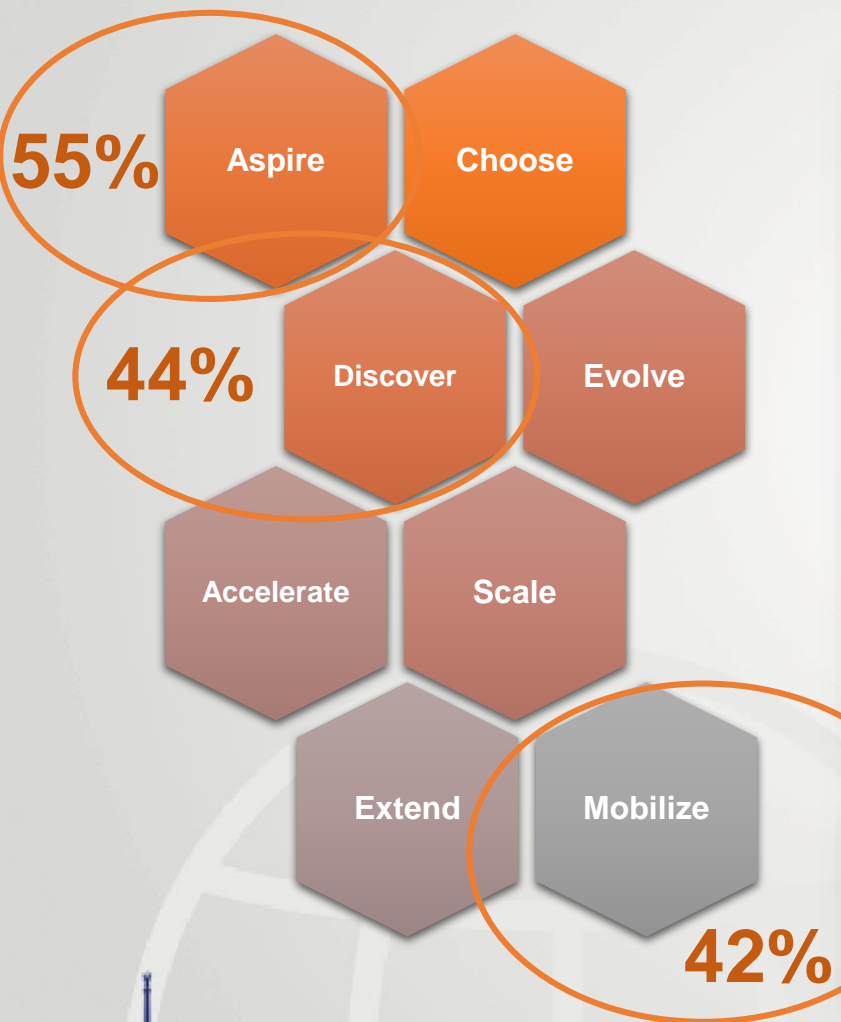 55%
Aspire
Choose
44%
Discover
Evolve
Accelerate
Scale
Extend
Mobilize
42%